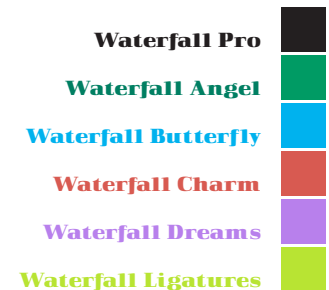 Waterfall Pro
Waterfall Angel
Waterfall Butterfly
Waterfall Charm
Waterfall Dreams
Waterfall Ligatures